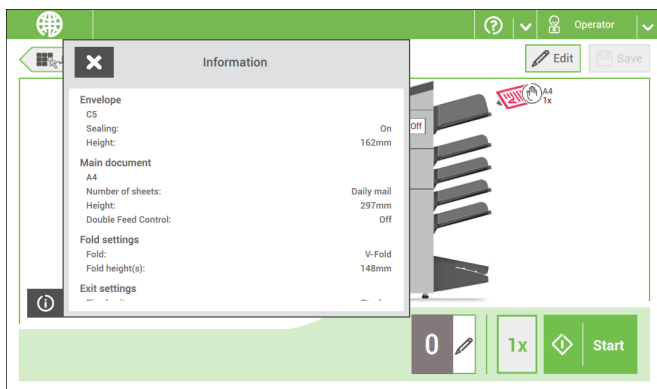 Operator
Edit
Save
Information
Envelope
C5
Sealing: On
Height: 162mm
Main document
A4
Number of sheets: Daily mail
Height: 297mm
Double Feed Control: Off
Fold settings
Fold: V-Fold
Fold height(s): 148mm
Exit settings
Off
A4
1x
0
1x
Start